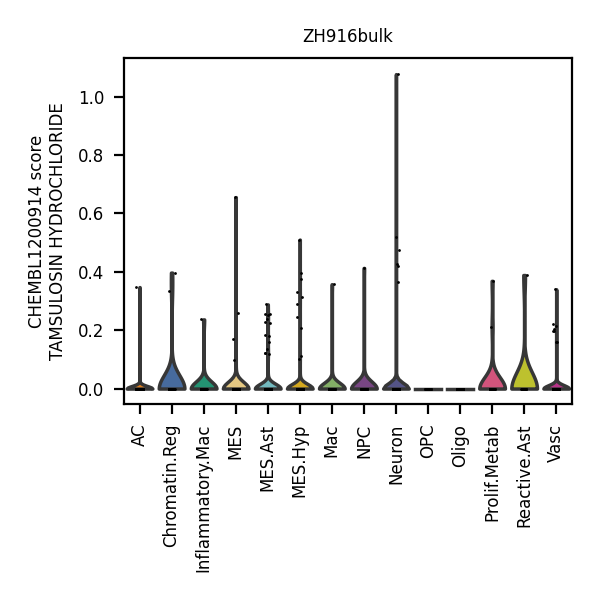 ZH916bulk
CHEMBL1200914 score
TAMSULOSIN HYDROCHLORIDE
1.0
0.8
0.6
0.4
0.2
0.0
AC
Chromatin.Reg
Inflammatory.Mac
MES
MES.Ast
MES.Hyp
Mac
NPC
Neuron
OPC
Oligo
Prolif.Metab
Reactive.Ast
Vasc